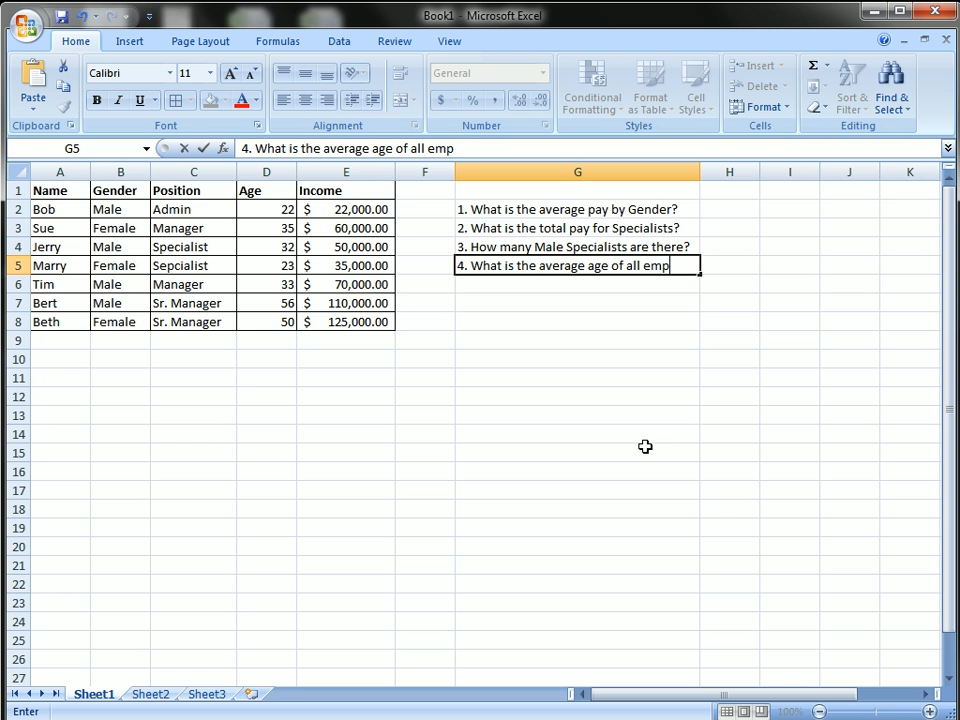 Book1 - Microsoft Excel
Home Insert Page Layout Formulas Data Review View
Calibri 11 General
Paste B I U A $ % , Conditional Formatting Format as Table Cell Styles Insert Delete Format Σ Sort & Filter Find & Select
Clipboard Font Alignment Number Styles Cells Editing
G5 fx 4. What is the average age of all emp
A B C D E F G H I J K
1 Name Gender Position Age Income
2 Bob Male Admin 22 $ 22,000.00 1. What is the average pay by Gender?
3 Sue Female Manager 35 $ 60,000.00 2. What is the total pay for Specialists?
4 Jerry Male Specialist 32 $ 50,000.00 3. How many Male Specialists are there?
5 Marry Female Sepcialist 23 $ 35,000.00 4. What is the average age of all emp
6 Tim Male Manager 33 $ 70,000.00
7 Bert Male Sr. Manager 56 $ 110,000.00
8 Beth Female Sr. Manager 50 $ 125,000.00
9
10
11
12
13
14
15
16
17
18
19
20
21
22
23
24
25
26
27
Sheet1 Sheet2 Sheet3
Enter 100%